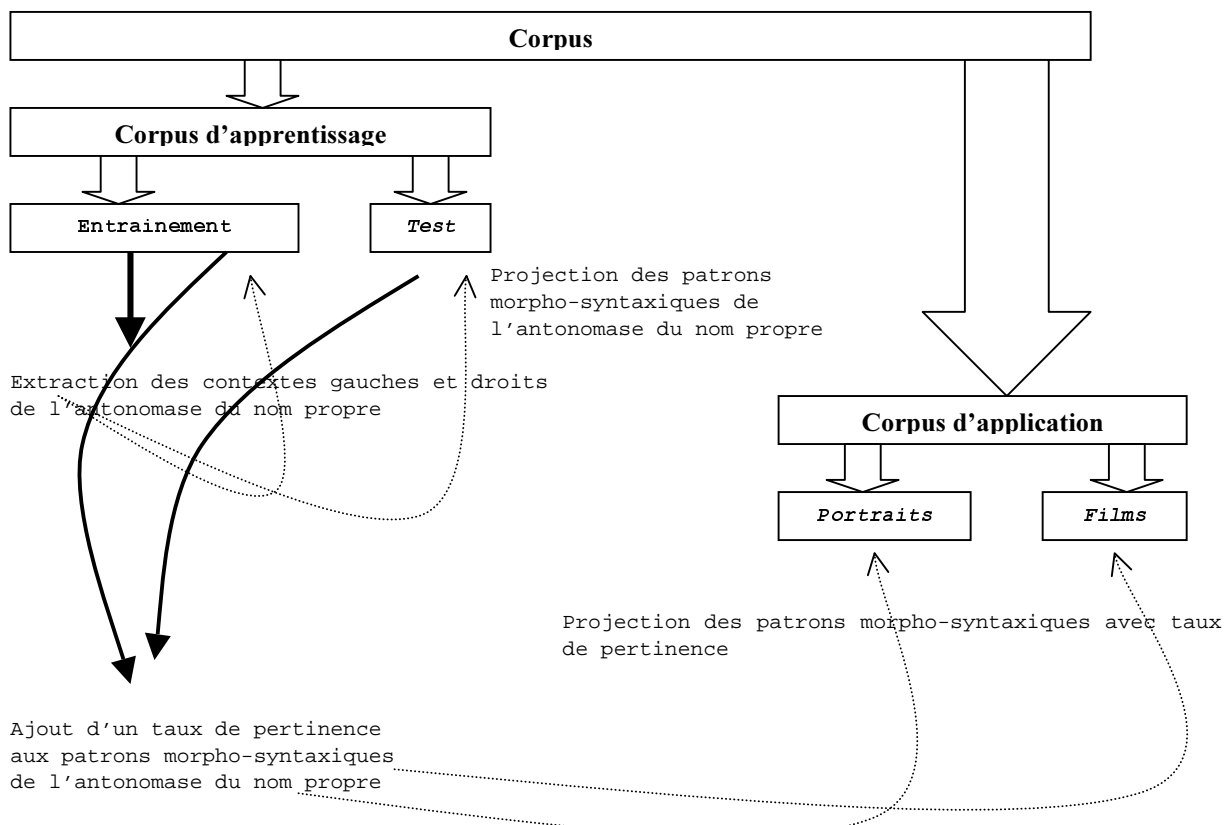 Corpus
Corpus d’apprentissage
Entrainement
Test
Projection des patrons
morpho-syntaxiques de
l’antonomase du nom propre
Extraction des contextes gauches et droits
de l’antonomase du nom propre
Corpus d’application
Portraits
Films
Projection des patrons morpho-syntaxiques avec taux
de pertinence
Ajout d’un taux de pertinence
aux patrons morpho-syntaxiques
de l’antonomase du nom propre